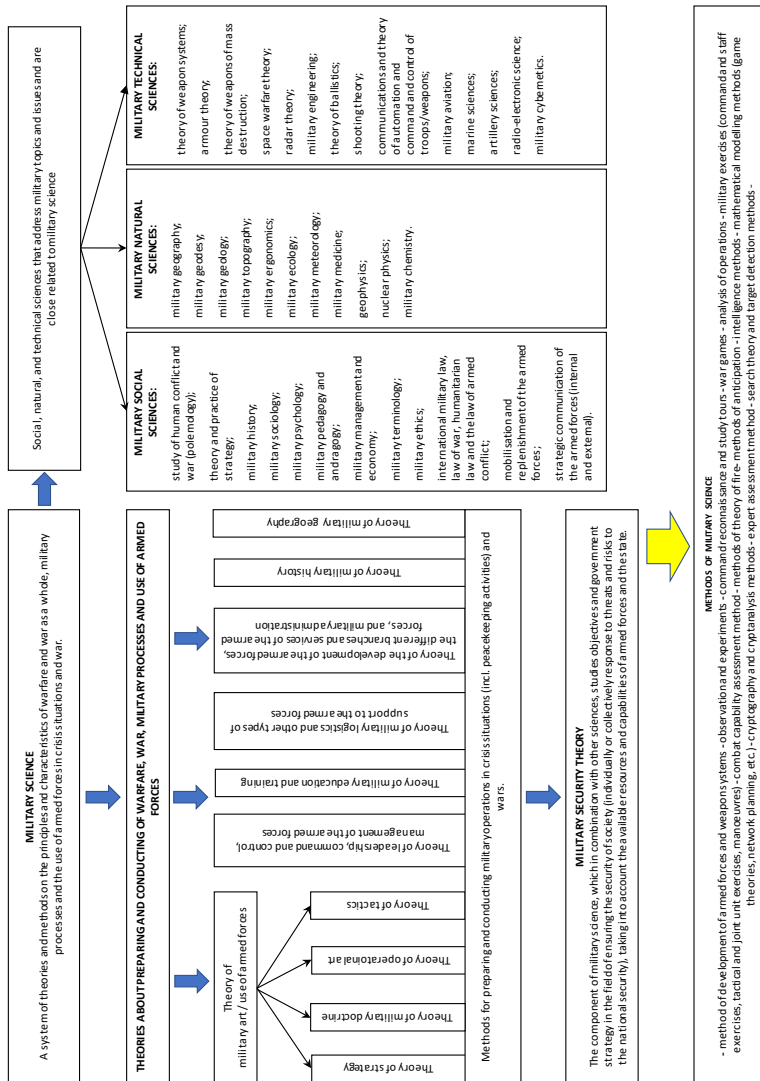 MILITARY SCIENCE
A system of theories and methods on the principles and characteristics of warfare and war as a whole, military
processes and the use of armed forces in crisis situations and war.
Social, natural, and technical sciences that address military topics and issues and are
close related to military science
THEORIES ABOUT PREPARING AND CONDUCTING OF WARFARE, WAR, MILITARY PROCESSES AND USE OF ARMED
FORCES
Theory of
military art / use of armed forces
Theory of strategy
Theory of military doctrine
Theory of operatoinal art
Theory of tactics
Theory of leadership, command and control,
management of the armed forces
Theory of military education and training
Theory of military logistics and other types of
support to the armed forces
Theory of the development of the armed forces,
the different branches and services of the armed
forces, and military administration
Theory of military history
Theory of military geography
Methods for preparing and conducting military operations in crisis situations (incl. peacekeeping activities) and
wars.
MILITARY SECURITY THEORY
The component of military science, which in combination with other sciences, studies objectives and government
strategy in the field of ensuring the security of society (individually or collectively response to threats and risks to
the national security), taking into account the available resources and capabilities of armed forces and the state.
MILITARY SOCIAL
SCIENCES:
study of human conflict and
war (polemology);
theory and practice of
strategy;
military history;
military sociology;
military psychology;
military pedagogy and
andragogy;
military management and
economy;
military terminology;
military ethics;
international military law,
law of war, humanitarian
law and the law of armed
conflict;
mobilisation and
replenishment of the armed
forces;
strategic communication of
the armed forces (internal
and external).
MILITARY NATURAL
SCIENCES:
military geography;
military geodesy;
military geology;
military topography;
military ergonomics;
military ecology;
military meteorology;
military medicine;
geophysics;
nuclear physics;
military chemistry.
MILITARY TECHNICAL
SCIENCES:
theory of weapon systems;
armour theory;
theory of weapons of mass
destruction;
space warfare theory;
radar theory;
military engineering;
theory of ballistics;
shooting theory;
communications and theory
of automation and
command and control of
troops/weapons;
military aviation;
marine sciences;
artillery sciences;
radio-electronic science;
military cybernetics.
METHODS OF MILITARY SCIENCE
- method of development of armed forces and weapon systems - observation and experiments - command reconnaissance and study tours - war games - analysis of operations - military exercises (command and staff
exercises, tactical and joint unit exercises, manoeuvres) - combat capability assessment method - methods of theory of fire- methods of anticipation - intelligence methods - mathematical modelling methods (game
theories, network planning, etc.) - cryptography and cryptanalysis methods - expert assessment method - search theory and target detection methods -